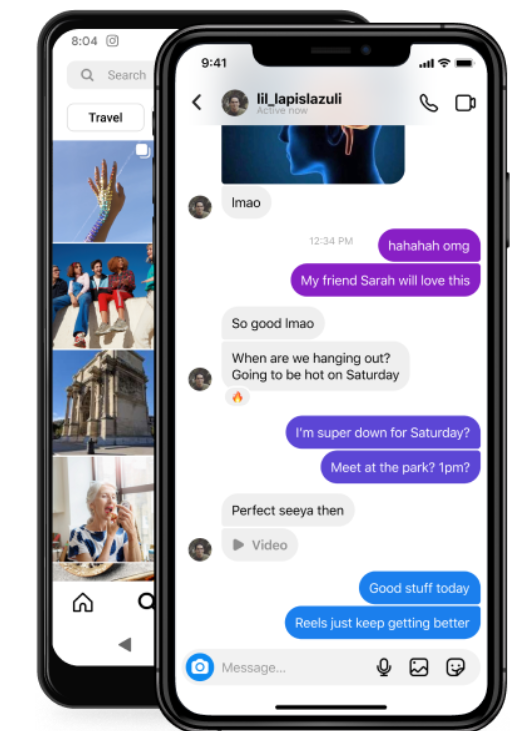 8:04
Search
Travel
9:41
lil_lapislazuli
Active now
lmao
12:34 PM
hahahah omg
My friend Sarah will love this
So good lmao
When are we hanging out?
Going to be hot on Saturday
I'm super down for Saturday?
Meet at the park? 1pm?
Perfect seeya then
Video
Good stuff today
Reels just keep getting better
Message...